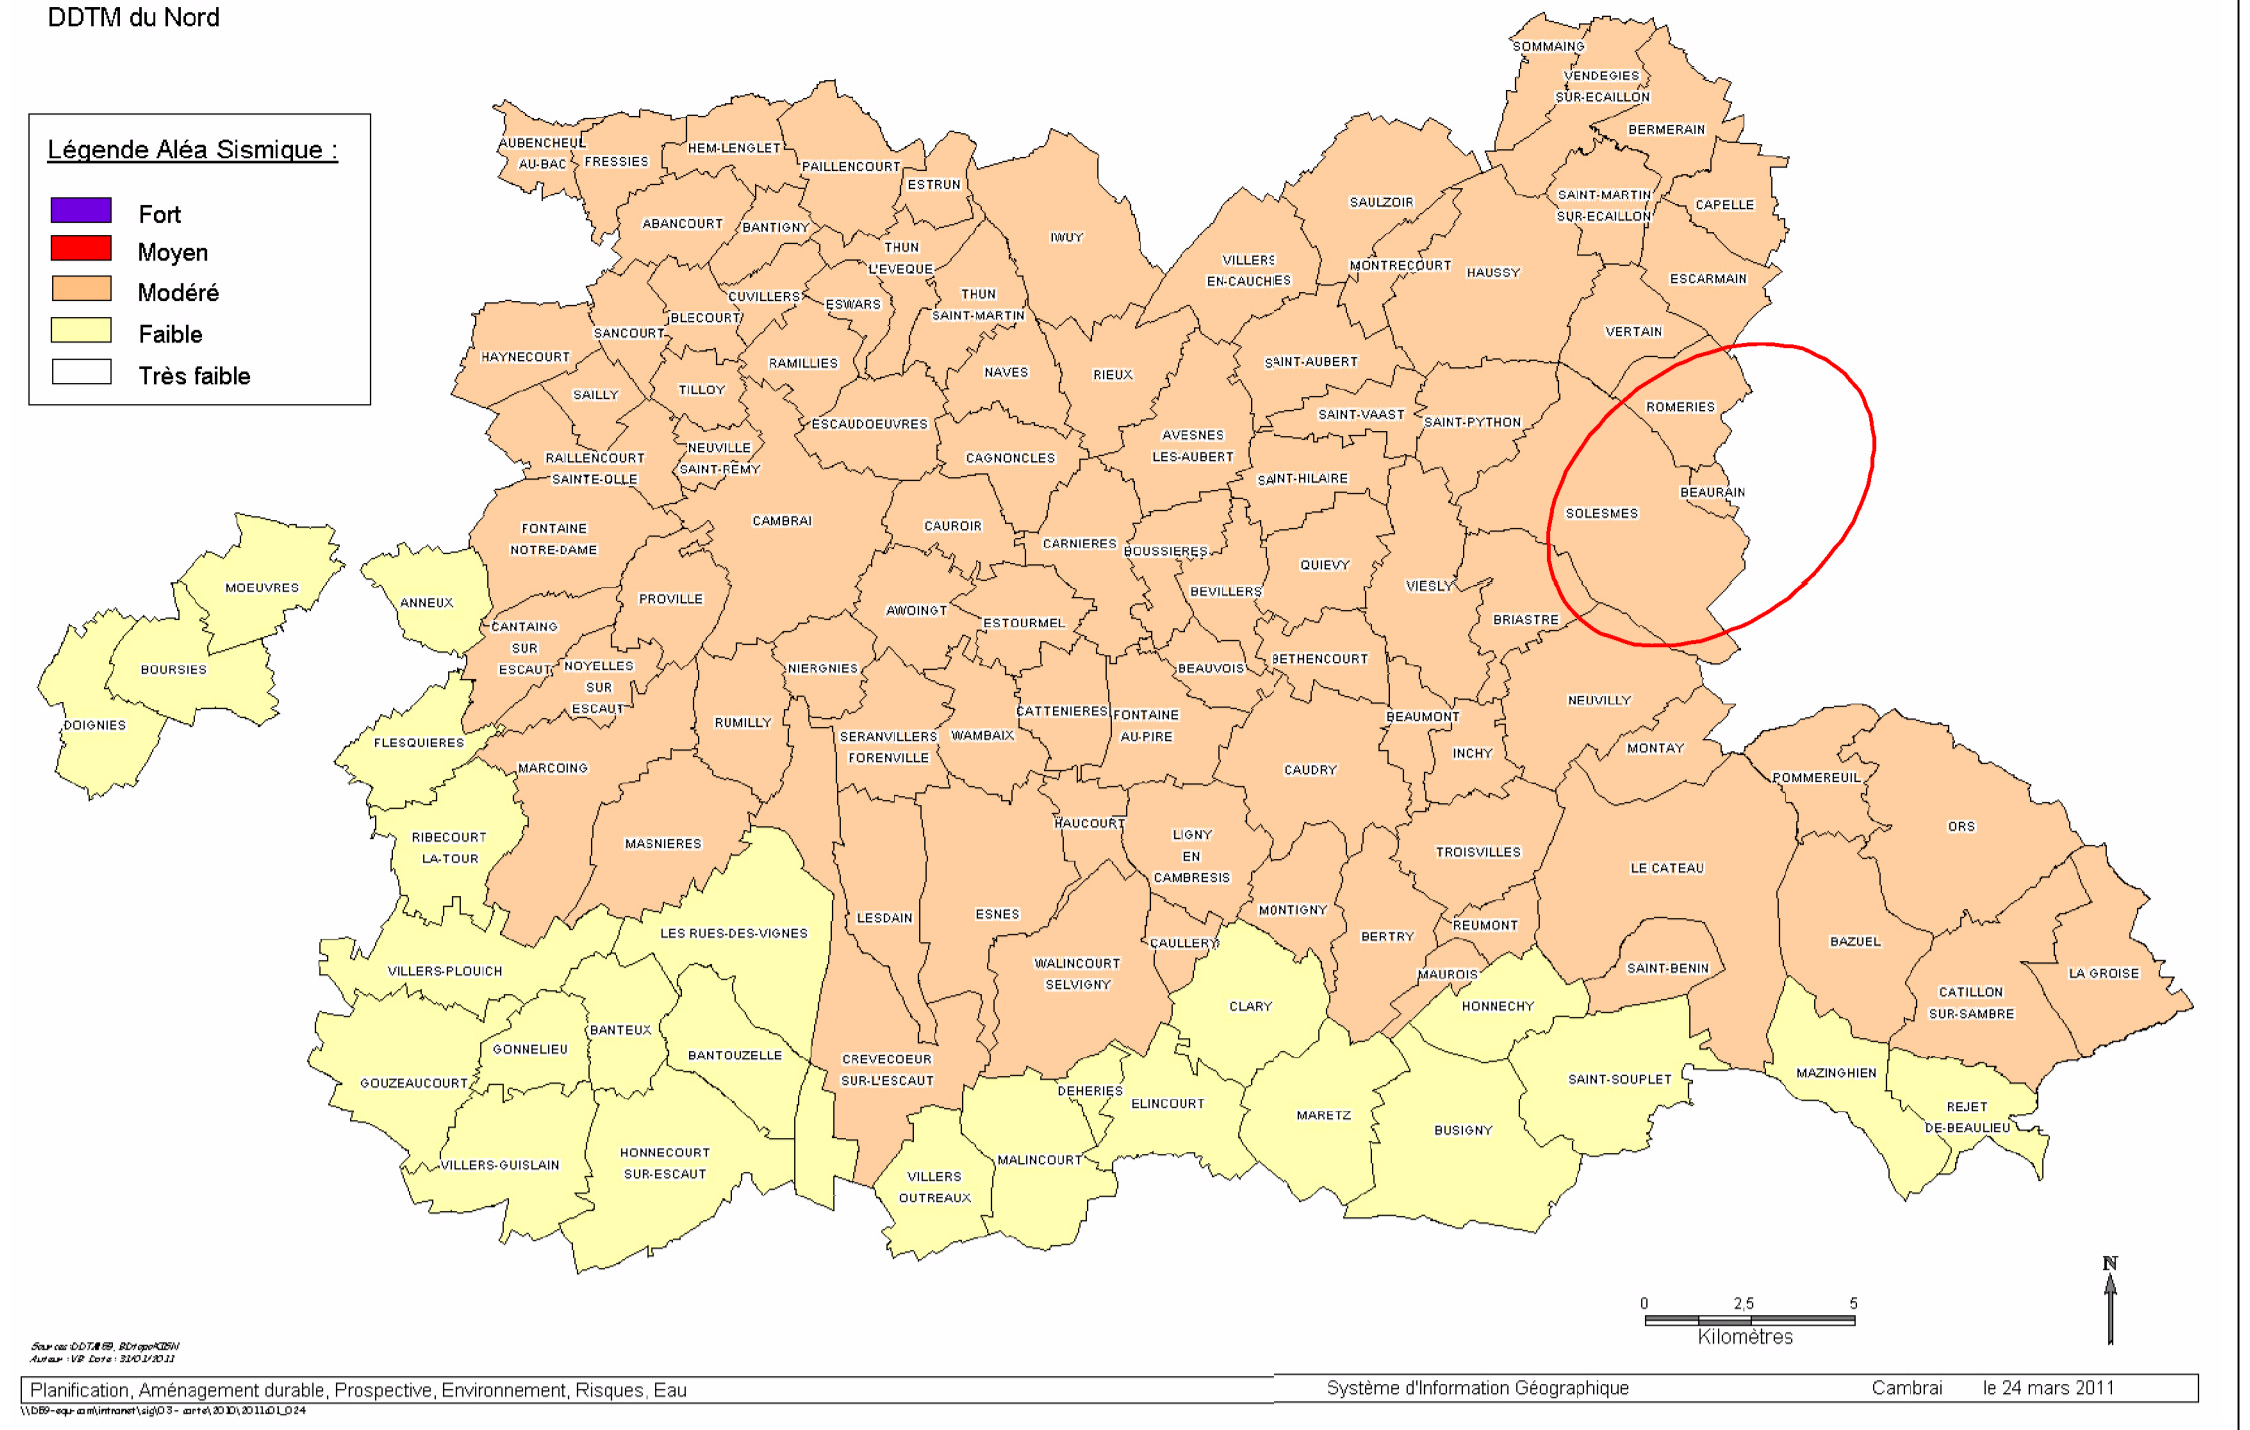 DDTM du Nord
Légende Aléa Sismique :
Fort
Moyen
Modéré
Faible
Très faible
SOMMAING
VENDEGIES
SUR-ECAILLON
BERMERAIN
AUBENCHEUL
AU-BAC
FRESSIES
HEM-LENGLET
PAILLENCOURT
ESTRUN
ABANCOURT
BANTIGNY
THUN
L'EVEQUE
IWUY
SAULZOIR
SAINT-MARTIN
SUR-ECAILLON
CAPELLE
VILLERS
EN-CAUCHES
MONTRECOURT
HAUSSY
ESCARMAIN
CUVILLERS
ESWARS
THUN
SAINT-MARTIN
BLECOURT
SANCOURT
VERTAIN
HAYNECOURT
RAMILLIES
NAVES
RIEUX
SAINT-AUBERT
SAILLY
TILLOY
ROMERIES
ESCAUDOEUVRES
SAINT-VAAST
SAINT-PYTHON
AVESNES
LES-AUBERT
NEUVILLE
SAINT-REMY
RAILLENCOURT
SAINTE-OLLE
CAGNONCLES
SAINT-HILAIRE
BEAURAIN
SOLESMES
CAMBRAI
CAUROIR
FONTAINE
NOTRE-DAME
CARNIERES
BOUSSIERES
QUIEVY
MOEUVRES
ANNEUX
PROVILLE
AWOINGT
ESTOURMEL
BEVILLERS
VIESLY
BRIASTRE
CANTAING
SUR
ESCAUT
NOYELLES
SUR
ESCAUT
BOURSIES
NIERGNIES
BEAUVOIS
BETHENCOURT
NEUVILLY
DOIGNIES
FLESQUIERES
RUMILLY
SERANVILLERS
FORENVILLE
WAMBAIX
CATTENIERES
FONTAINE
AU-PIRE
BEAUMONT
INCHY
MONTAY
MARCOING
CAUDRY
POMMEREUIL
RIBECOURT
LA-TOUR
MASNIERES
HAUCOURT
LIGNY
EN
CAMBRESIS
TROISVILLES
LE CATEAU
ORS
LESDAIN
ESNES
MONTIGNY
BERTRY
REUMONT
LES RUES-DES-VIGNES
CAULLERY
BAZUEL
VILLERS-PLOUICH
WALINCOURT
SELVIGNY
MAUROIS
SAINT-BENIN
LA GROISE
CLARY
HONNECHY
CATILLON
SUR-SAMBRE
BANTEUX
GONNELIEU
BANTOUZELLE
CREVECOEUR
SUR-L'ESCAUT
GOUZEAUCOURT
DEHERIES
ELINCOURT
MARETZ
SAINT-SOUPLET
MAZINGHIEN
REJET
DE-BEAULIEU
BUSIGNY
VILLERS-GUISLAIN
HONNECOURT
SUR-ESCAUT
MALINCOURT
VILLERS
OUTREAUX
N
0 2,5 5
Kilomètres
Planification, Aménagement durable, Prospective, Environnement, Risques, Eau
Système d'Information Géographique
Cambrai le 24 mars 2011